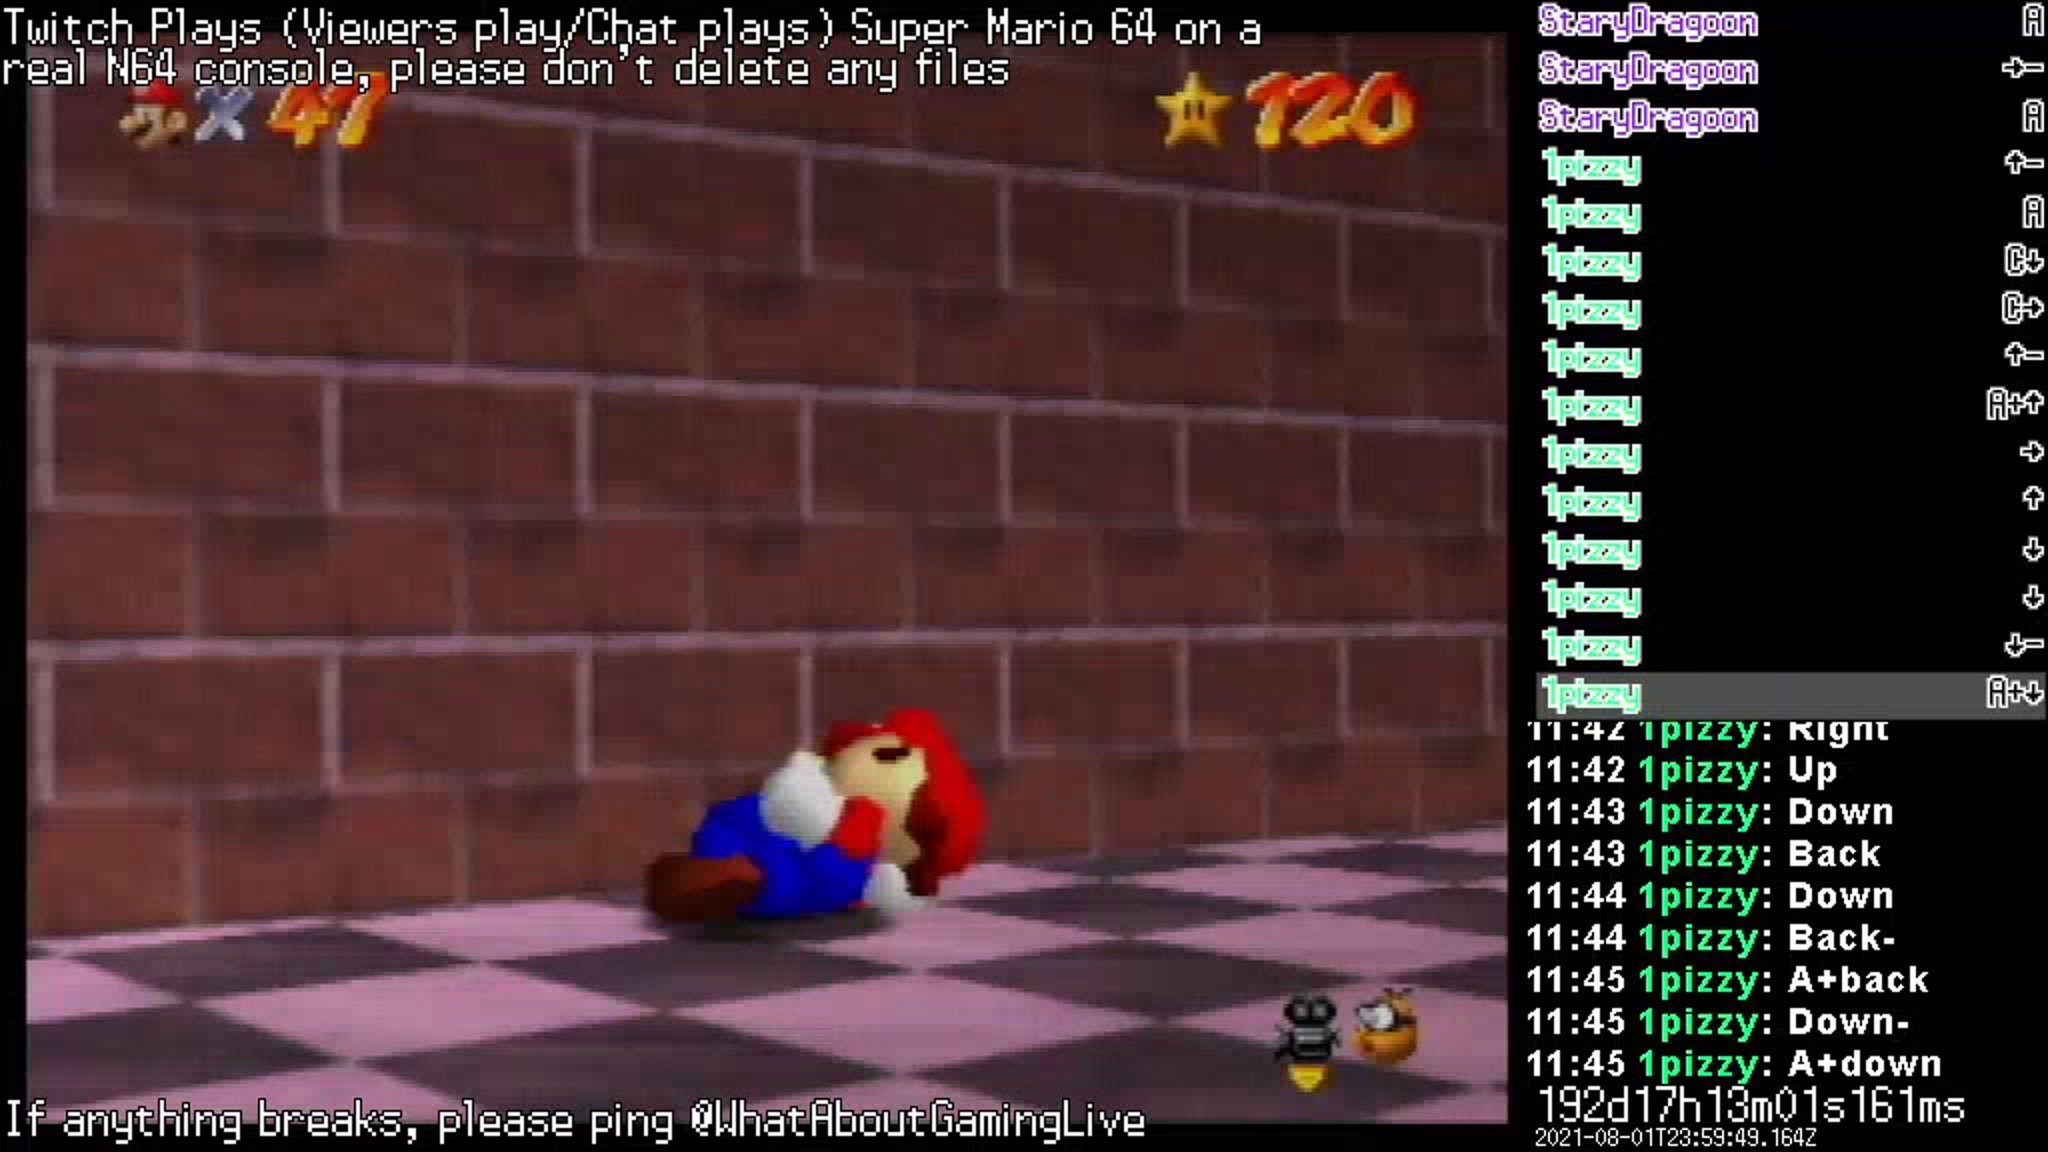 Twitch Plays (Viewers play/Chat plays) Super Mario 64 on a
real N64 console, please don't delete any files
47
120
StaryDragoon A
StaryDragoon →-
StaryDragoon A
1pizzy ↑-
1pizzy A
1pizzy C↓
1pizzy C→
1pizzy ↑-
1pizzy A+↑
1pizzy →
1pizzy ↑
1pizzy ↓
1pizzy ↓
1pizzy ↓-
1pizzy A+↓
11:42 1pizzy: Right
11:42 1pizzy: Up
11:43 1pizzy: Down
11:43 1pizzy: Back
11:44 1pizzy: Down
11:44 1pizzy: Back-
11:45 1pizzy: A+back
11:45 1pizzy: Down-
11:45 1pizzy: A+down
If anything breaks, please ping @WhatAboutGamingLive
192d17h13m01s161ms
2021-08-01T23:59:49.164Z